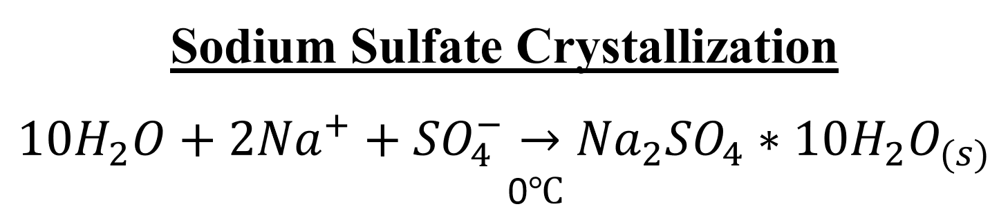 Sodium Sulfate Crystallization
10H₂O + 2Na⁺ + SO₄⁻ → Na₂SO₄ * 10H₂O₍s₎
0°C